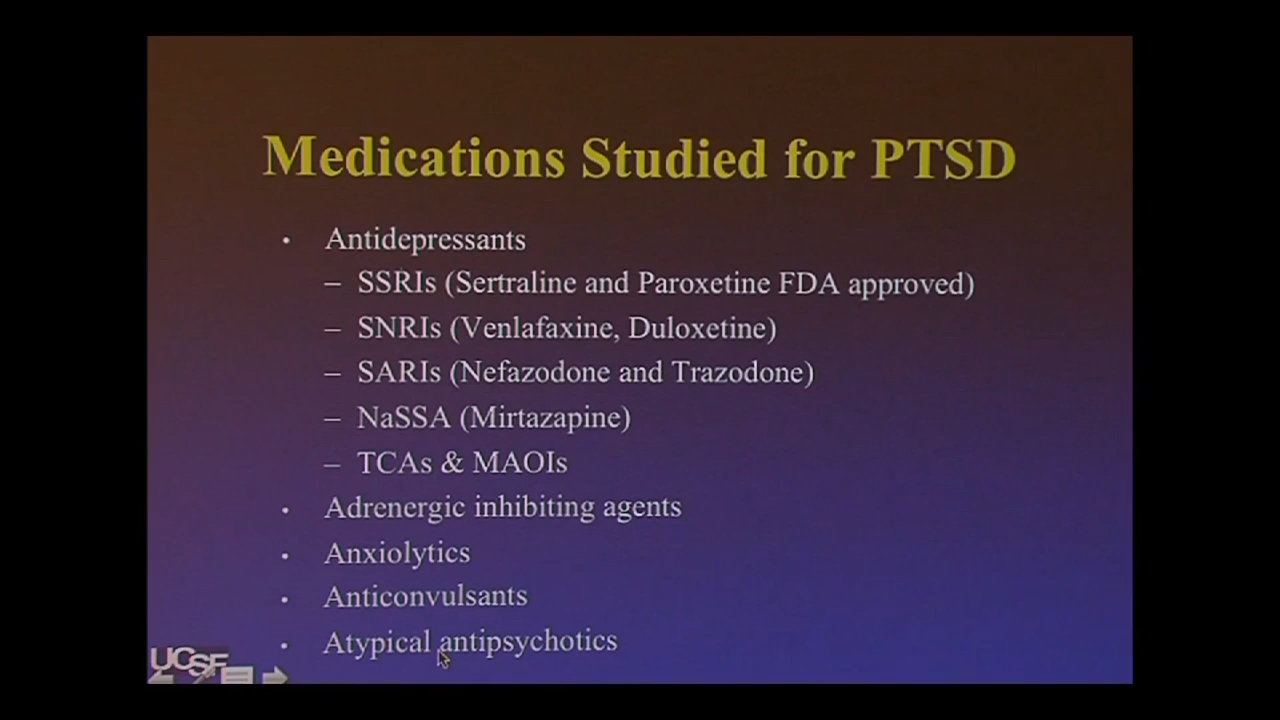 Medications Studied for PTSD
• Antidepressants
– SSRIs (Sertraline and Paroxetine FDA approved)
– SNRIs (Venlafaxine, Duloxetine)
– SARIs (Nefazodone and Trazodone)
– NaSSA (Mirtazapine)
– TCAs & MAOIs
• Adrenergic inhibiting agents
• Anxiolytics
• Anticonvulsants
• Atypical antipsychotics
UCSF